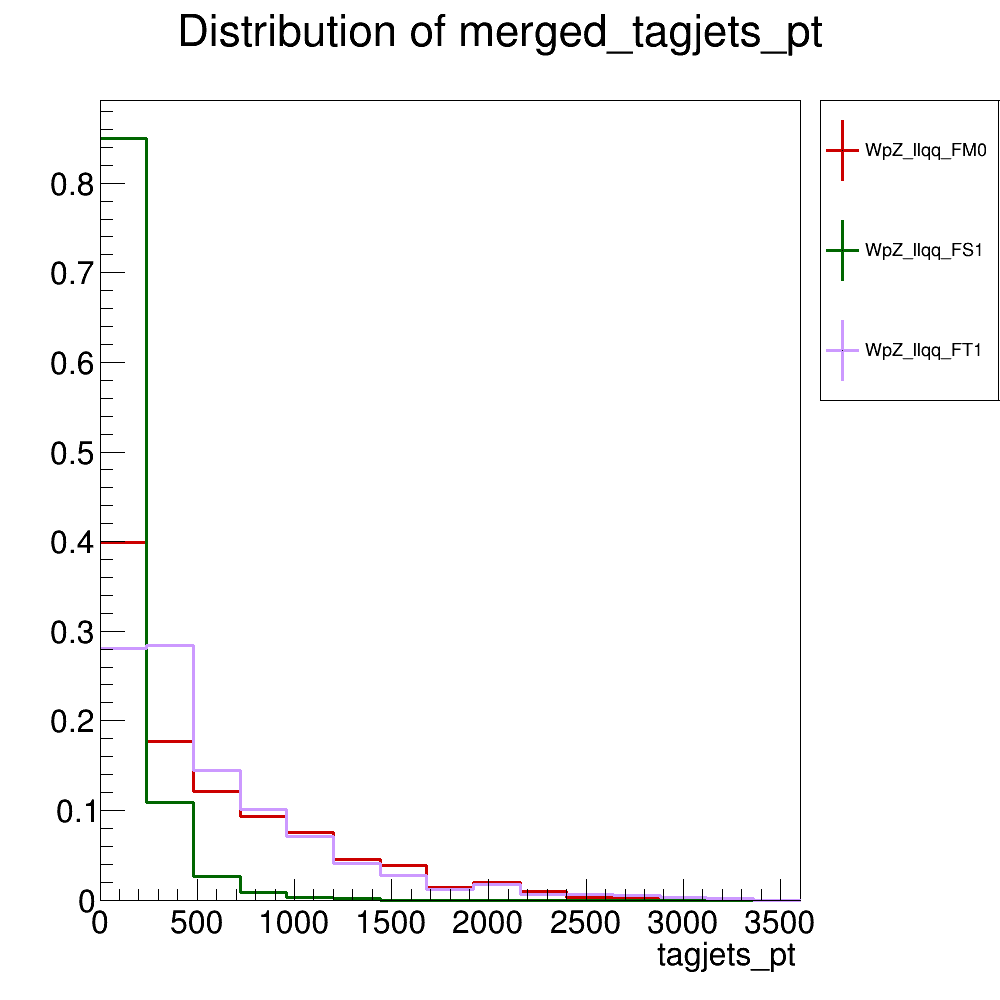 Distribution of merged_tagjets_pt
WpZ_llqq_FM0
WpZ_llqq_FS1
WpZ_llqq_FT1
0.8
0.7
0.6
0.5
0.4
0.3
0.2
0.1
0
0 500 1000 1500 2000 2500 3000 3500
tagjets_pt